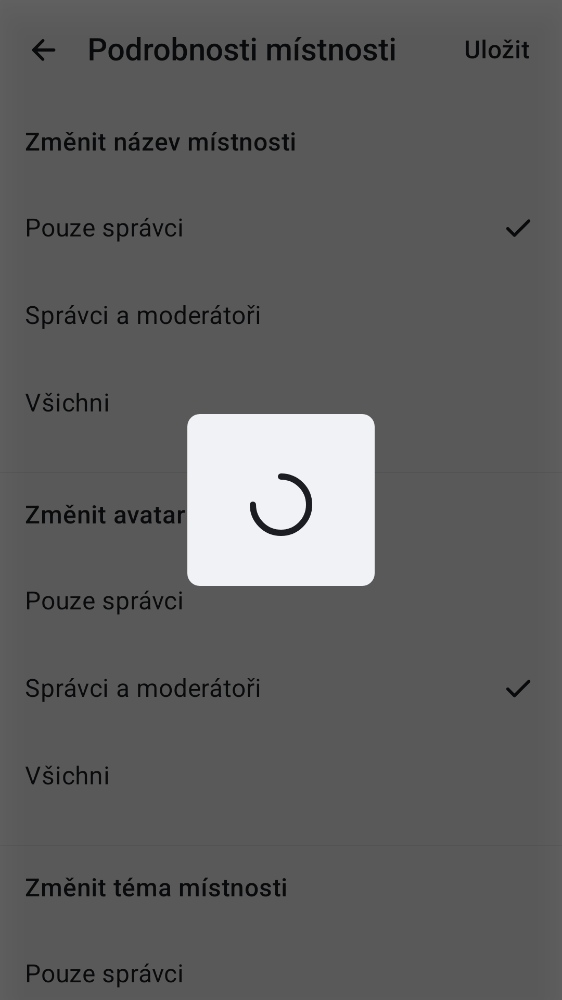 Podrobnosti místnosti
Uložit
Změnit název místnosti
Pouze správci
Správci a moderátoři
Všichni
Změnit avatar
Pouze správci
Správci a moderátoři
Všichni
Změnit téma místnosti
Pouze správci